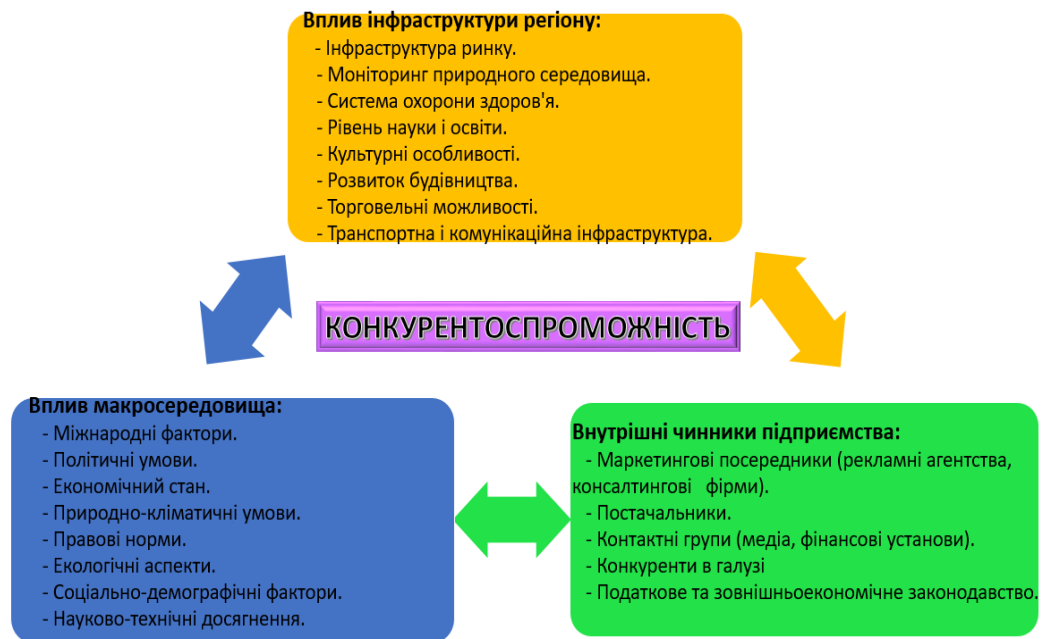 Вплив інфраструктури регіону:
- Інфраструктура ринку.
- Моніторинг природного середовища.
- Система охорони здоров'я.
- Рівень науки і освіти.
- Культурні особливості.
- Розвиток будівництва.
- Торговельні можливості.
- Транспортна і комунікаційна інфраструктура.
КОНКУРЕНТОСПРОМОЖНІСТЬ
Вплив макросередовища:
- Міжнародні фактори.
- Політичні умови.
- Економічний стан.
- Природно-кліматичні умови.
- Правові норми.
- Екологічні аспекти.
- Соціально-демографічні фактори.
- Науково-технічні досягнення.
Внутрішні чинники підприємства:
- Маркетингові посередники (рекламні агентства,
консалтингові фірми).
- Постачальники.
- Контактні групи (медіа, фінансові установи).
- Конкуренти в галузі
- Податкове та зовнішньоекономічне законодавство.